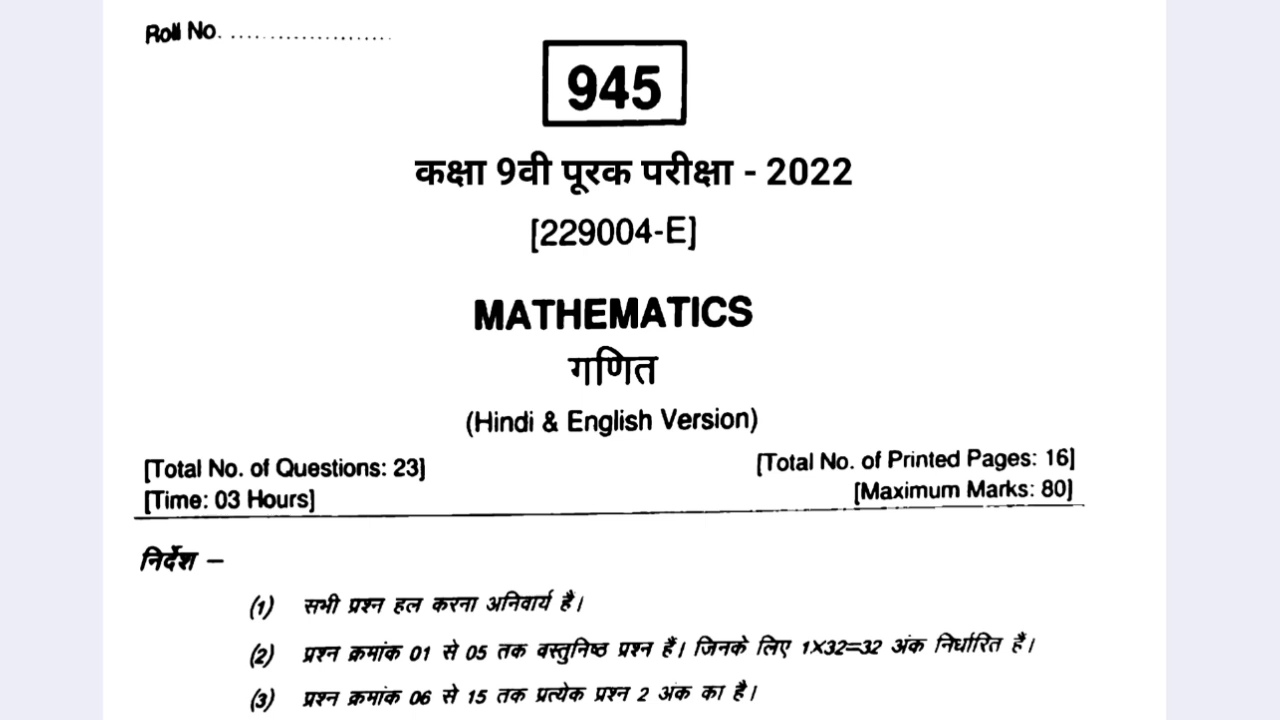 Roll No. ......................
945
कक्षा 9वी पूरक परीक्षा - 2022
[229004-E]
MATHEMATICS
गणित
(Hindi & English Version)
[Total No. of Questions: 23]
[Total No. of Printed Pages: 16]
[Time: 03 Hours]
[Maximum Marks: 80]
निर्देश –
(1) सभी प्रश्न हल करना अनिवार्य हैं।
(2) प्रश्न क्रमांक 01 से 05 तक वस्तुनिष्ठ प्रश्न हैं। जिनके लिए 1X32=32 अंक निर्धारित हैं।
(3) प्रश्न क्रमांक 06 से 15 तक प्रत्येक प्रश्न 2 अंक का है।